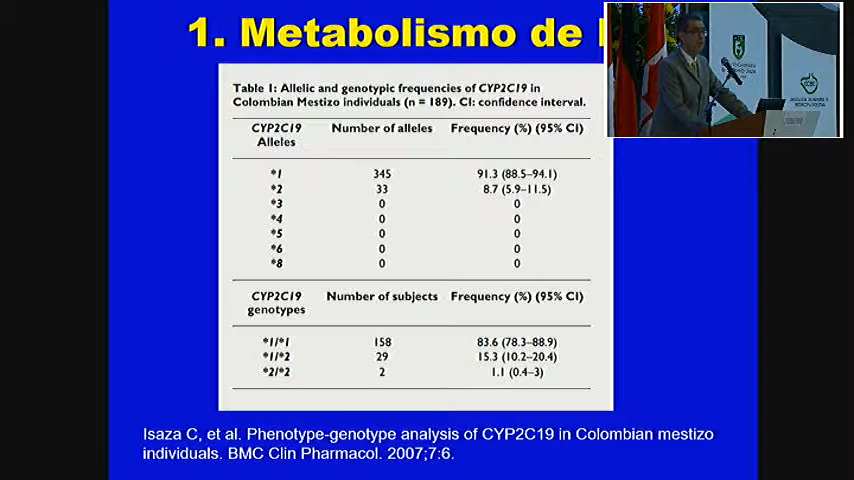 1. Metabolismo de
Table 1: Allelic and genotypic frequencies of CYP2C19 in
Colombian Mestizo individuals (n = 189). CI: confidence interval.
CYP2C19 Alleles Number of alleles Frequency (%) (95% CI)
*1 345 91.3 (88.5–94.1)
*2 33 8.7 (5.9–11.5)
*3 0 0
*4 0 0
*5 0 0
*6 0 0
*8 0 0
CYP2C19 genotypes Number of subjects Frequency (%) (95% CI)
*1/*1 158 83.6 (78.3–88.9)
*1/*2 29 15.3 (10.2–20.4)
*2/*2 2 1.1 (0.4–3)
Isaza C, et al. Phenotype-genotype analysis of CYP2C19 in Colombian mestizo
individuals. BMC Clin Pharmacol. 2007;7:6.